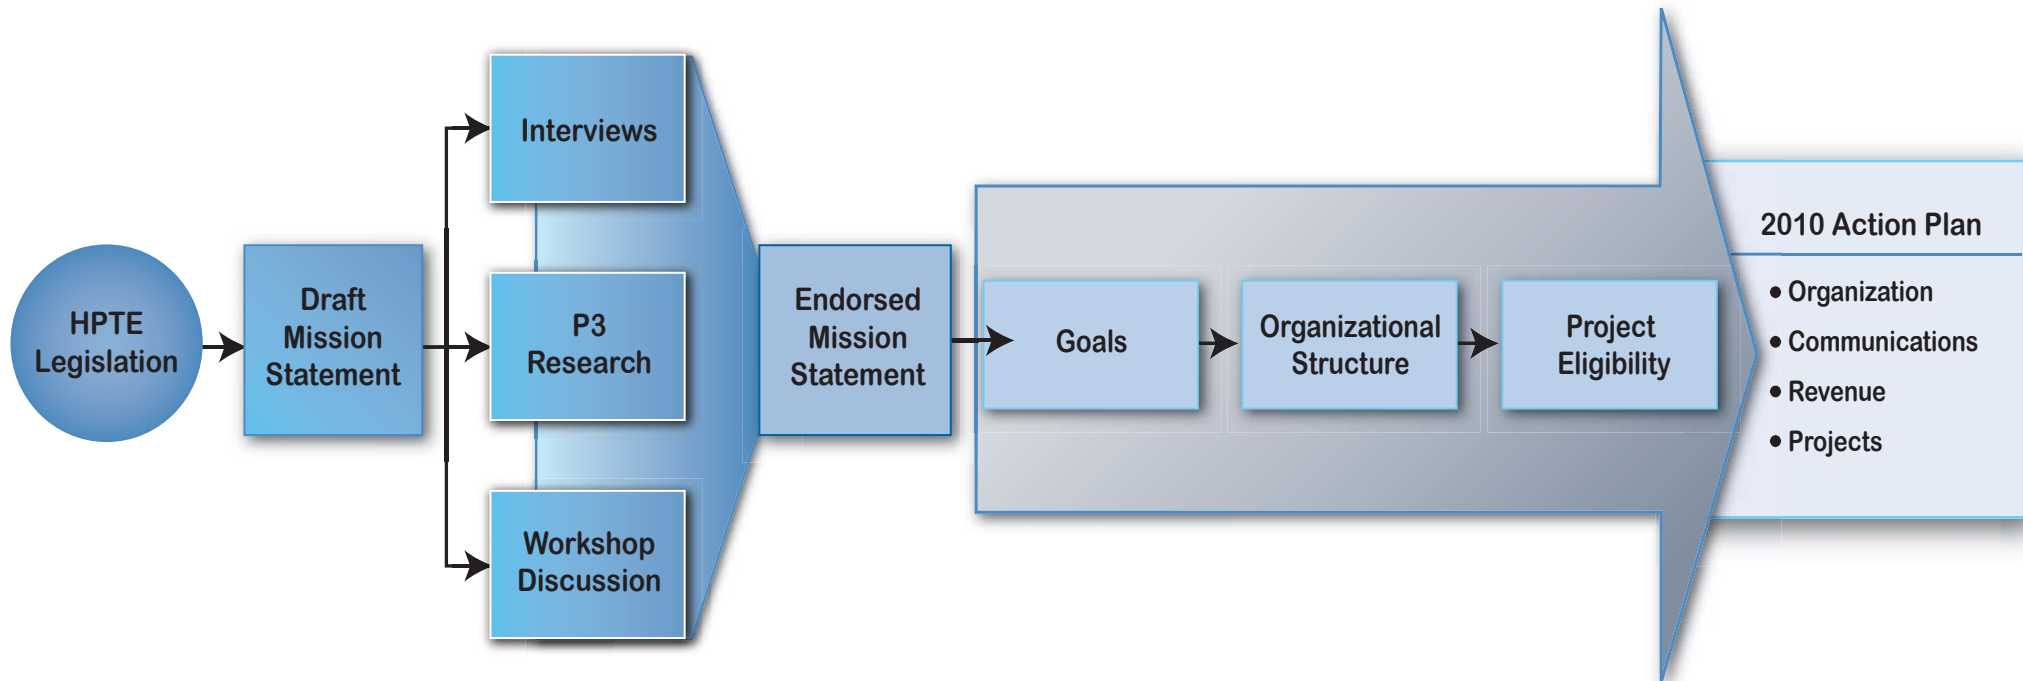 HPTE
Legislation
Draft
Mission
Statement
Interviews
P3
Research
Workshop
Discussion
Endorsed
Mission
Statement
Goals
Organizational
Structure
Project
Eligibility
2010 Action Plan
• Organization
• Communications
• Revenue
• Projects